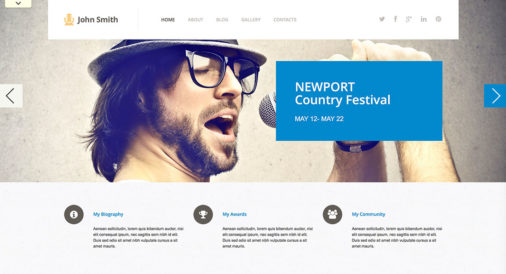 John Smith
HOME ABOUT BLOG GALLERY CONTACTS
NEWPORT
Country Festival
MAY 12- MAY 22
My Biography
Aenean sollicitudin, lorem quis bibendum auctor, nisi
elit consequat ipsum, nec sagittis sem nibh id elit.
Duis sed odio sit amet nibh vulputate cursus a sit
amet mauris.
My Awards
Aenean sollicitudin, lorem quis bibendum auctor, nisi
elit consequat ipsum, nec sagittis sem nibh id elit.
Duis sed odio sit amet nibh vulputate cursus a
sit amet mauris.
My Community
Aenean sollicitudin, lorem quis bibendum auctor, nisi
elit consequat ipsum, nec sagittis sem nibh id elit.
Duis sed odio sit amet nibh vulputate cursus a
sit amet mauris.